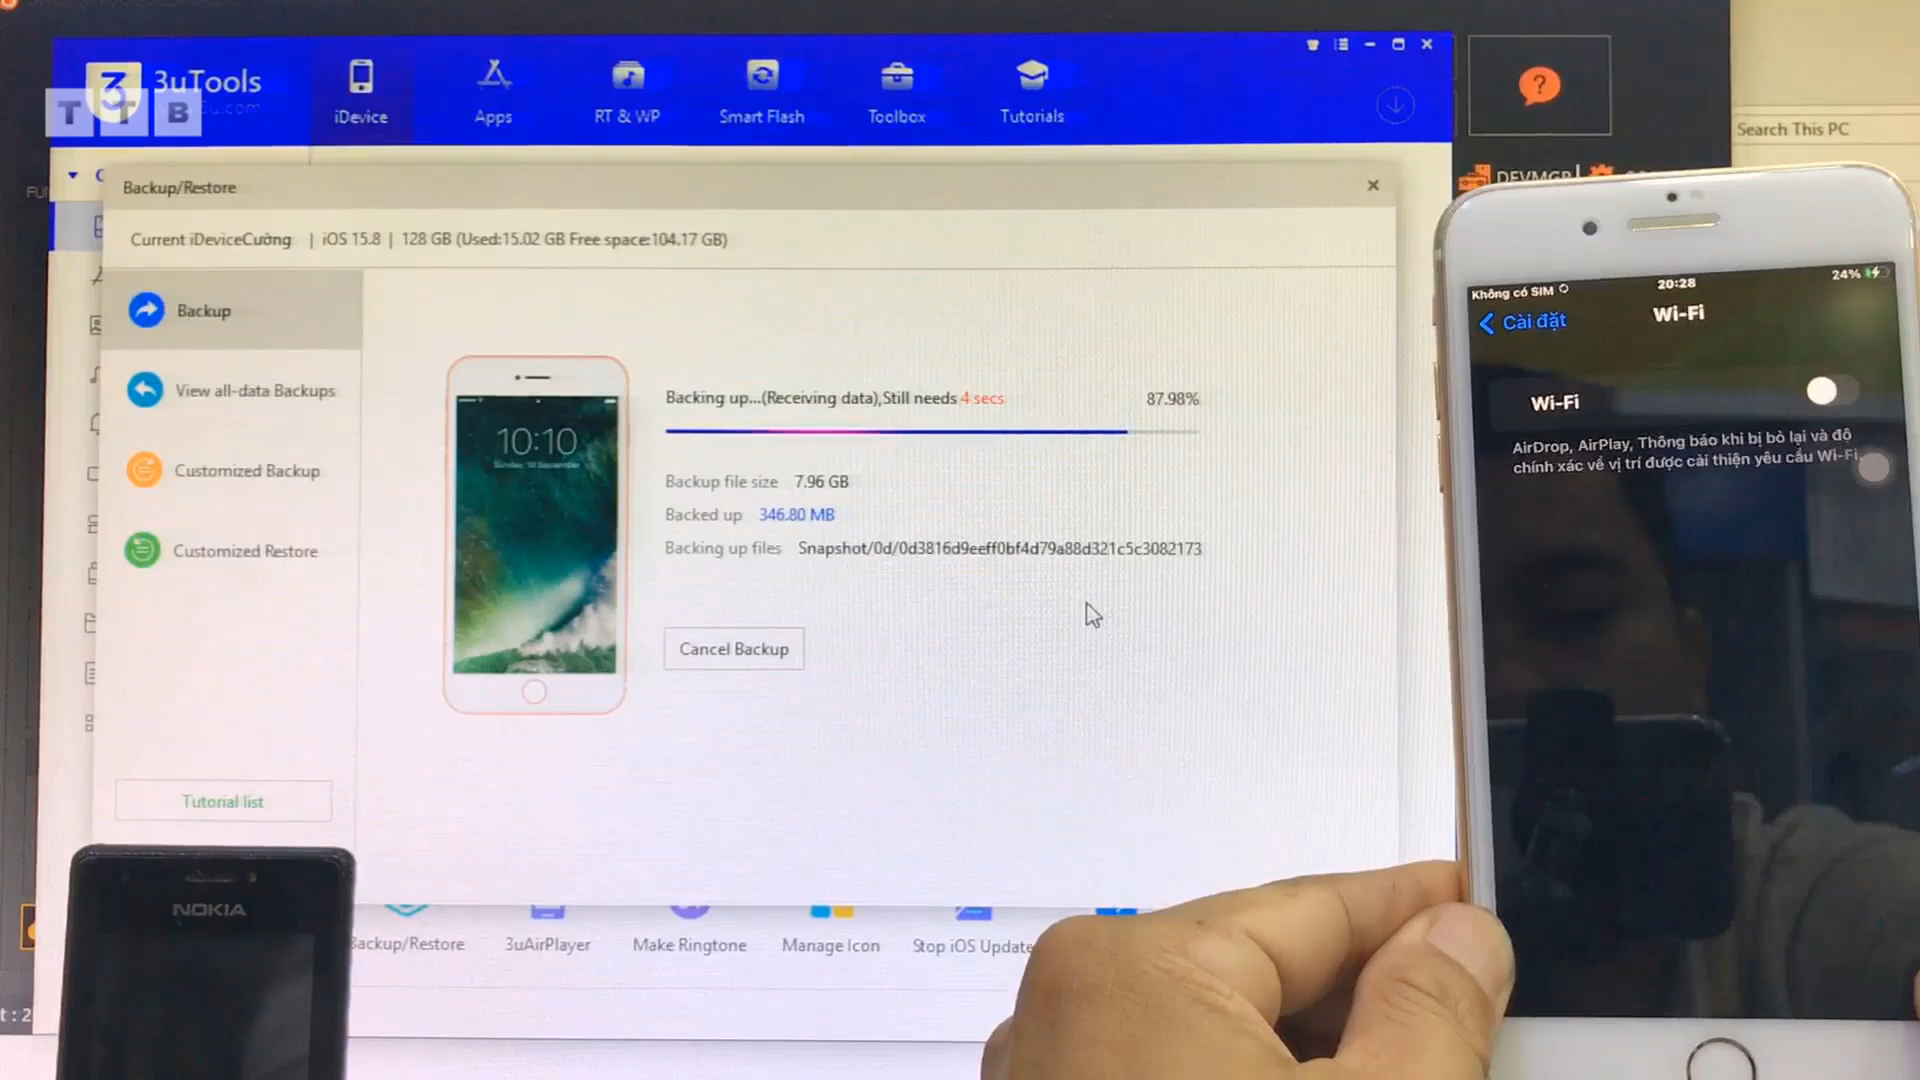 3uTools
TTB
iDevice
Apps
RT & WP
Smart Flash
Toolbox
Tutorials
Search This PC
Backup/Restore
Current iDeviceCường | iOS 15.8 | 128 GB (Used:15.02 GB Free space:104.17 GB)
Backup
View all-data Backups
Customized Backup
Customized Restore
Tutorial list
10:10
Backing up...(Receiving data),Still needs 4 secs
87.98%
Backup file size 7.96 GB
Backed up 346.80 MB
Backing up files Snapshot/0d/0d3816d9eeff0bf4d79a88d321c5c3082173
Cancel Backup
Backup/Restore
3uAirPlayer
Make Ringtone
Manage Icon
Stop iOS Update
NOKIA
Không có SIM
20:28
24%
Cài đặt
Wi-Fi
Wi-Fi
AirDrop, AirPlay, Thông báo khi bị bỏ lại và độ
chính xác về vị trí được cải thiện yêu cầu Wi-Fi.